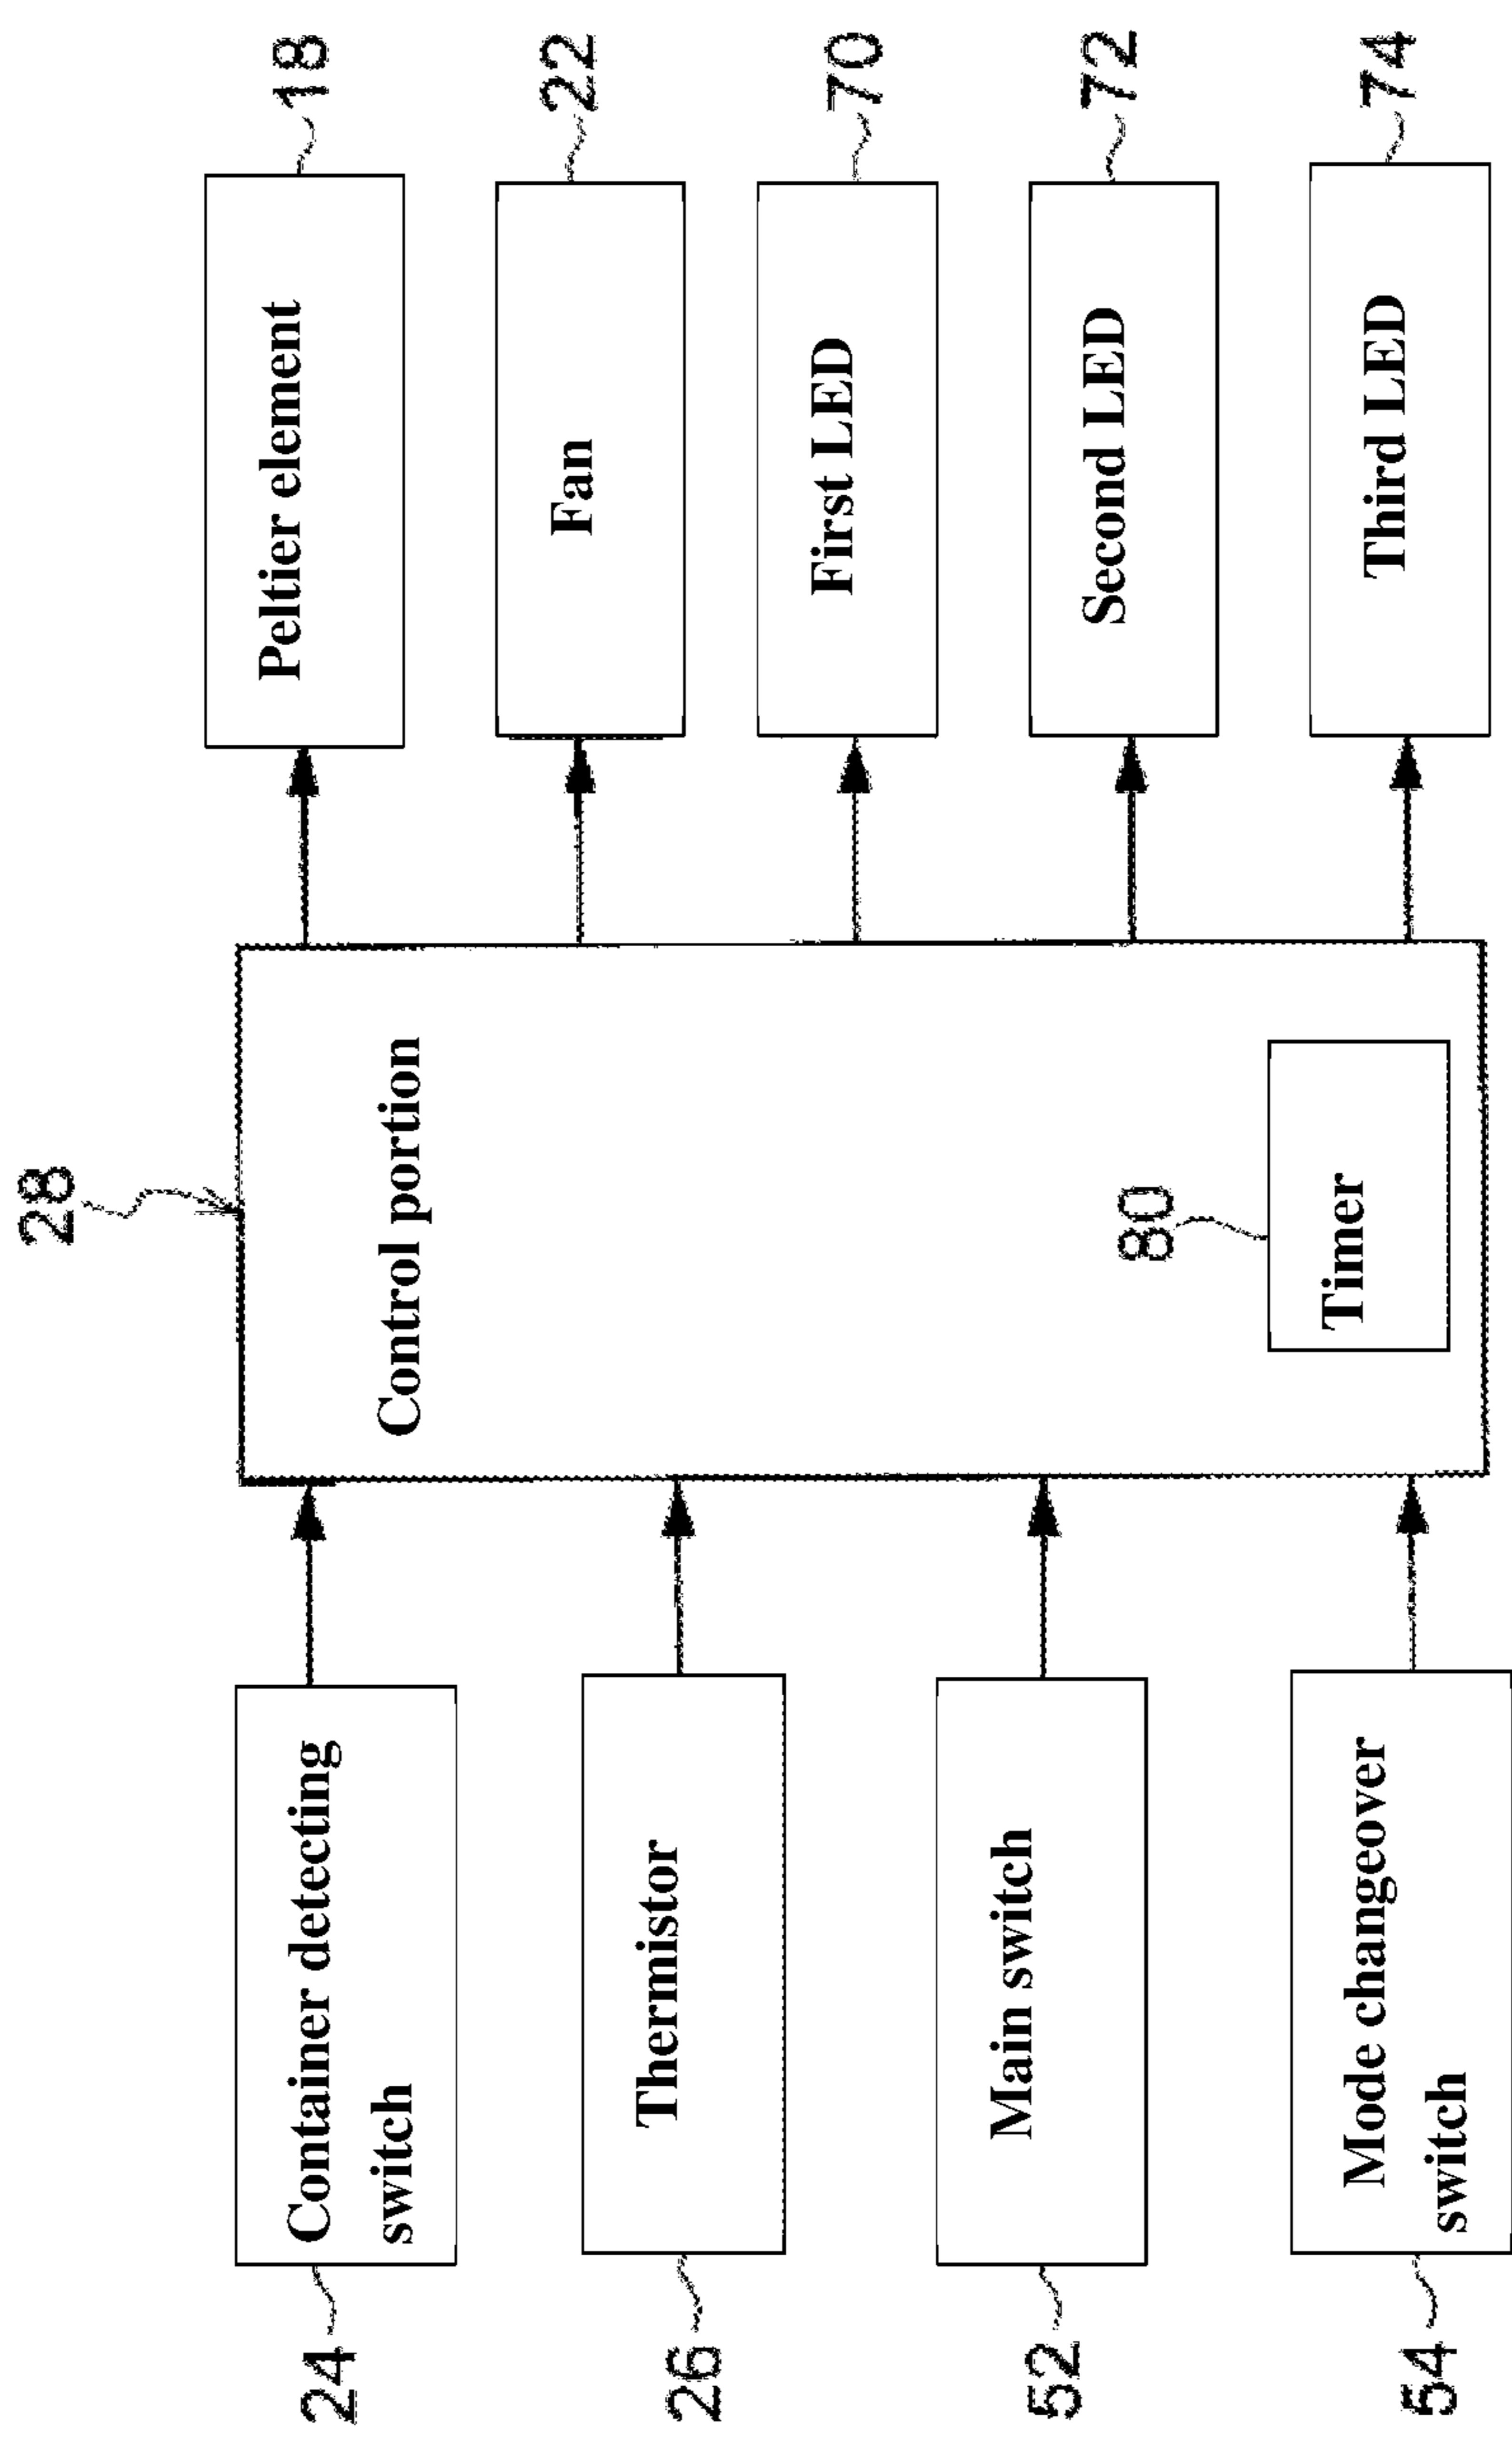 28
24
Container detecting
switch
26
Thermistor
52
Main switch
54
Mode changeover
switch
Control portion
80
Timer
Peltier element
18
Fan
22
First LED
70
Second LED
72
Third LED
74